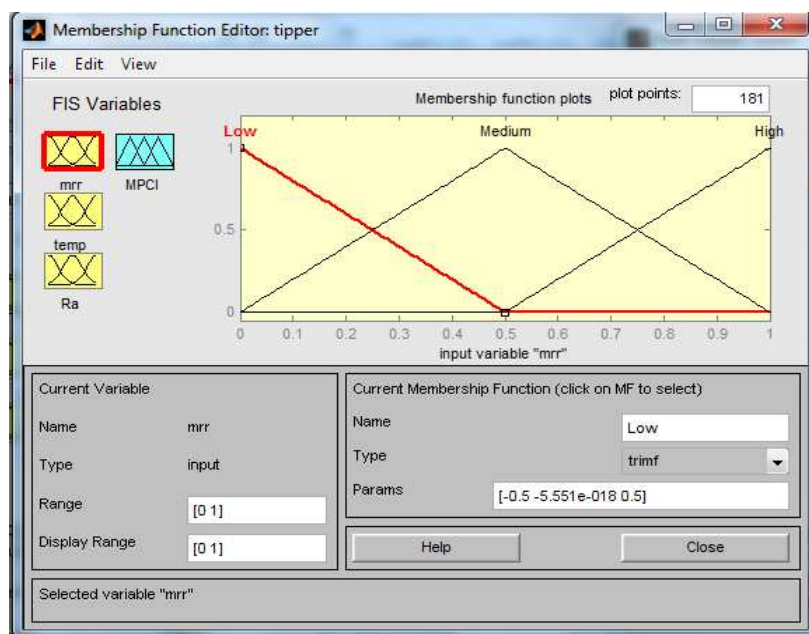 Membership Function Editor: tipper
File Edit View
FIS Variables
Membership function plots plot points: 181
mrr
MPCI
temp
Ra
Low
Medium
High
1
0.5
0
0 0.1 0.2 0.3 0.4 0.5 0.6 0.7 0.8 0.9 1
input variable "mrr"
Current Variable
Name mrr
Type input
Range [0 1]
Display Range [0 1]
Current Membership Function (click on MF to select)
Name Low
Type trimf
Params [-0.5 -5.551e-018 0.5]
Help Close
Selected variable "mrr"